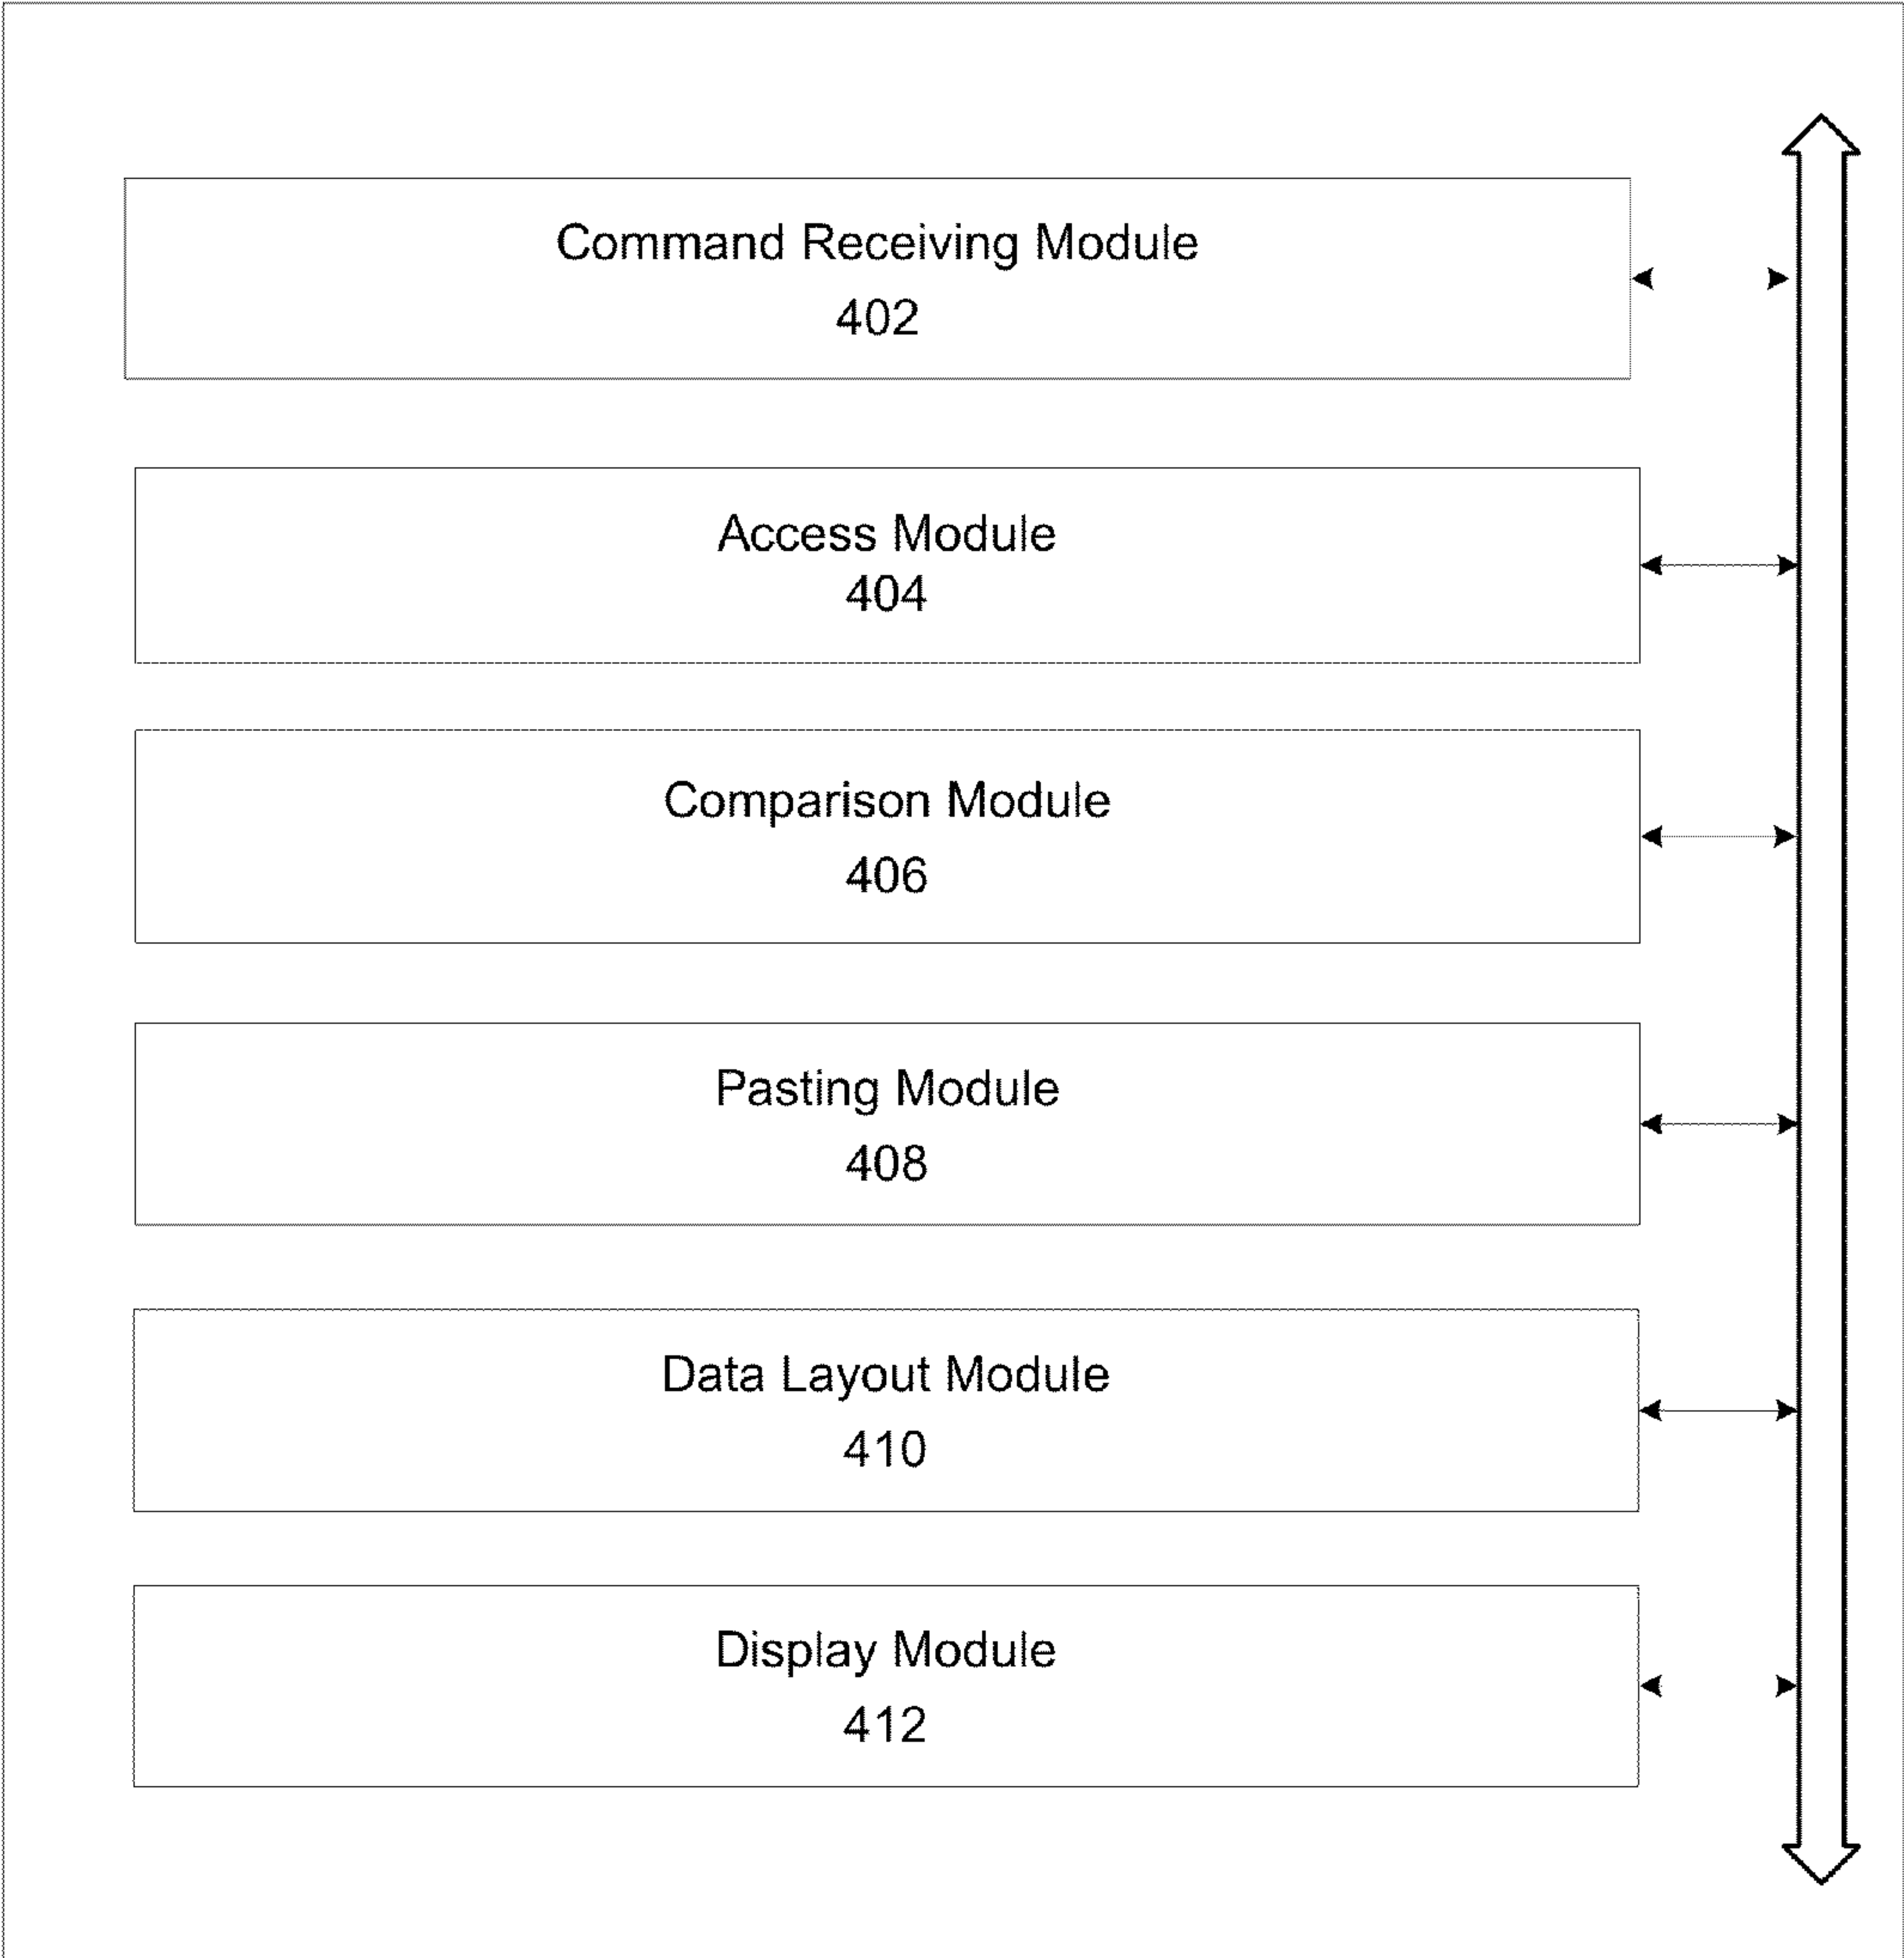 Command Receiving Module
402
Access Module
404
Comparison Module
406
Pasting Module
408
Data Layout Module
410
Display Module
412